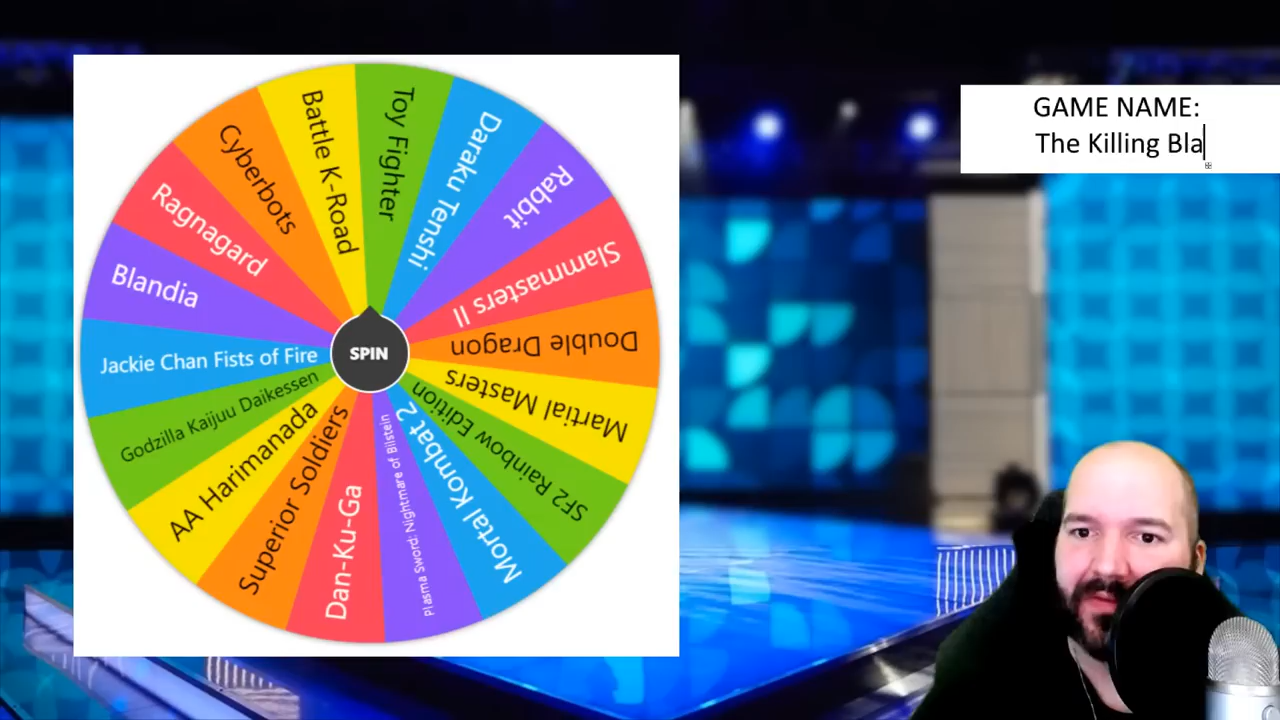 GAME NAME:
The Killing Bla
Toy Fighter
Daraku Tenshi
Rabbit
Slammasters II
Double Dragon
Martial Masters
SF2 Rainbow Edition
Mortal Kombat 2
Plasma Sword: Nightmare of Bilstein
Dan-Ku-Ga
Superior Soldiers
AA Harimanada
Godzilla Kaijuu Daikessen
Jackie Chan Fists of Fire
Blandia
Ragnagard
Cyberbots
Battle K-Road
SPIN